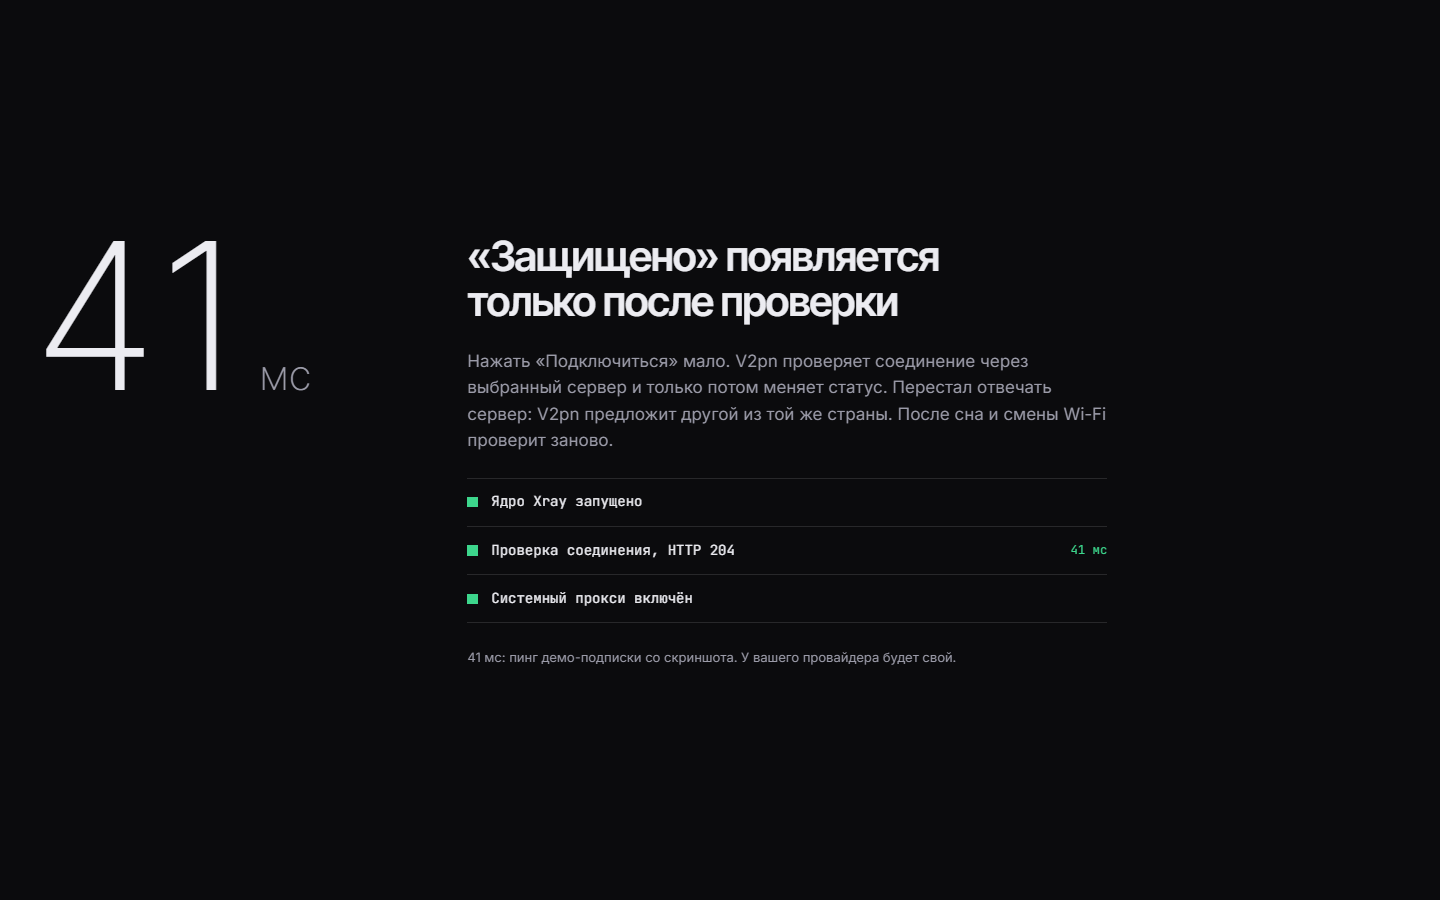 41 мс
«Защищено» появляется
только после проверки
Нажать «Подключиться» мало. V2pn проверяет соединение через
выбранный сервер и только потом меняет статус. Перестал отвечать
сервер: V2pn предложит другой из той же страны. После сна и смены Wi-Fi
проверит заново.
Ядро Xray запущено
Проверка соединения, HTTP 204 41 мс
Системный прокси включён
41 мс: пинг демо-подписки со скриншота. У вашего провайдера будет свой.